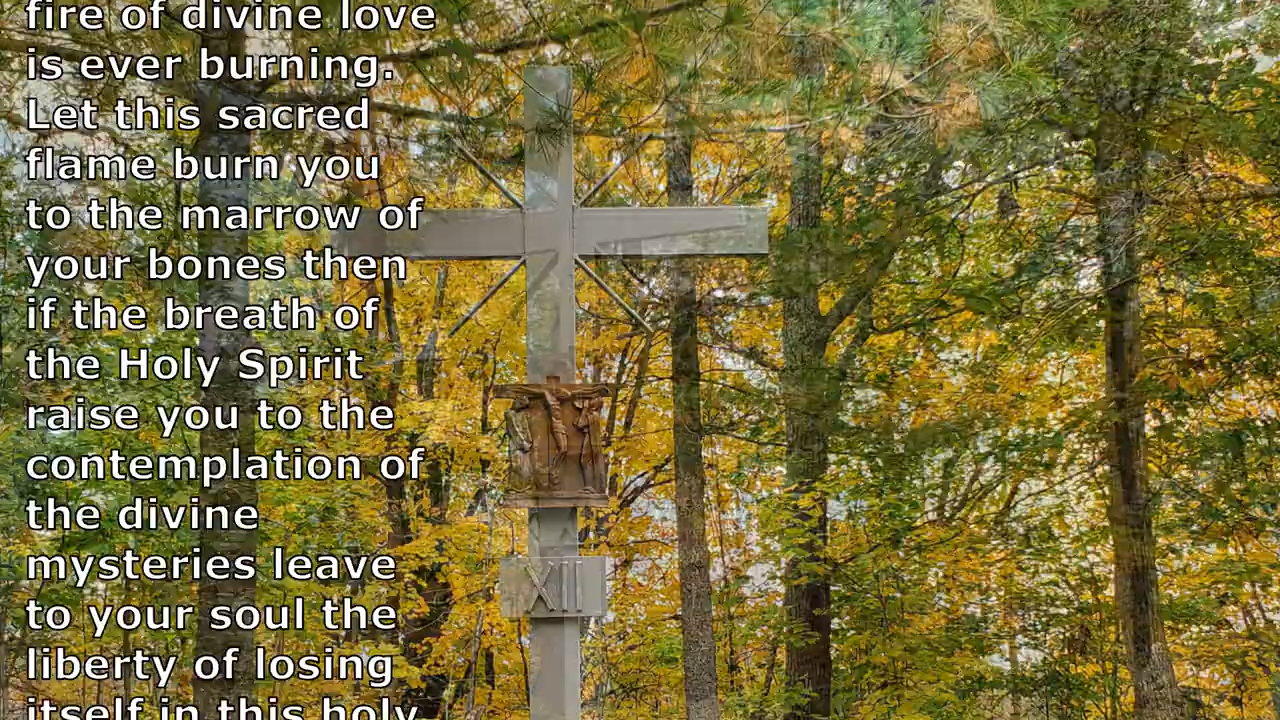 fire of divine love
is ever burning.
Let this sacred
flame burn you
to the marrow of
your bones then
if the breath of
the Holy Spirit
raise you to the
contemplation of
the divine
mysteries leave
to your soul the
liberty of losing
itself in this holy
XII